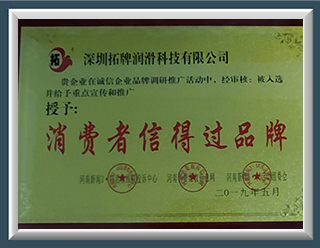 拓
深圳拓牌润滑科技有限公司
贵企业在诚信企业品牌调研推广活动中，经审核：被入选
并给予重点宣传和推广
授予:
消费者信得过品牌
二〇一九年五月